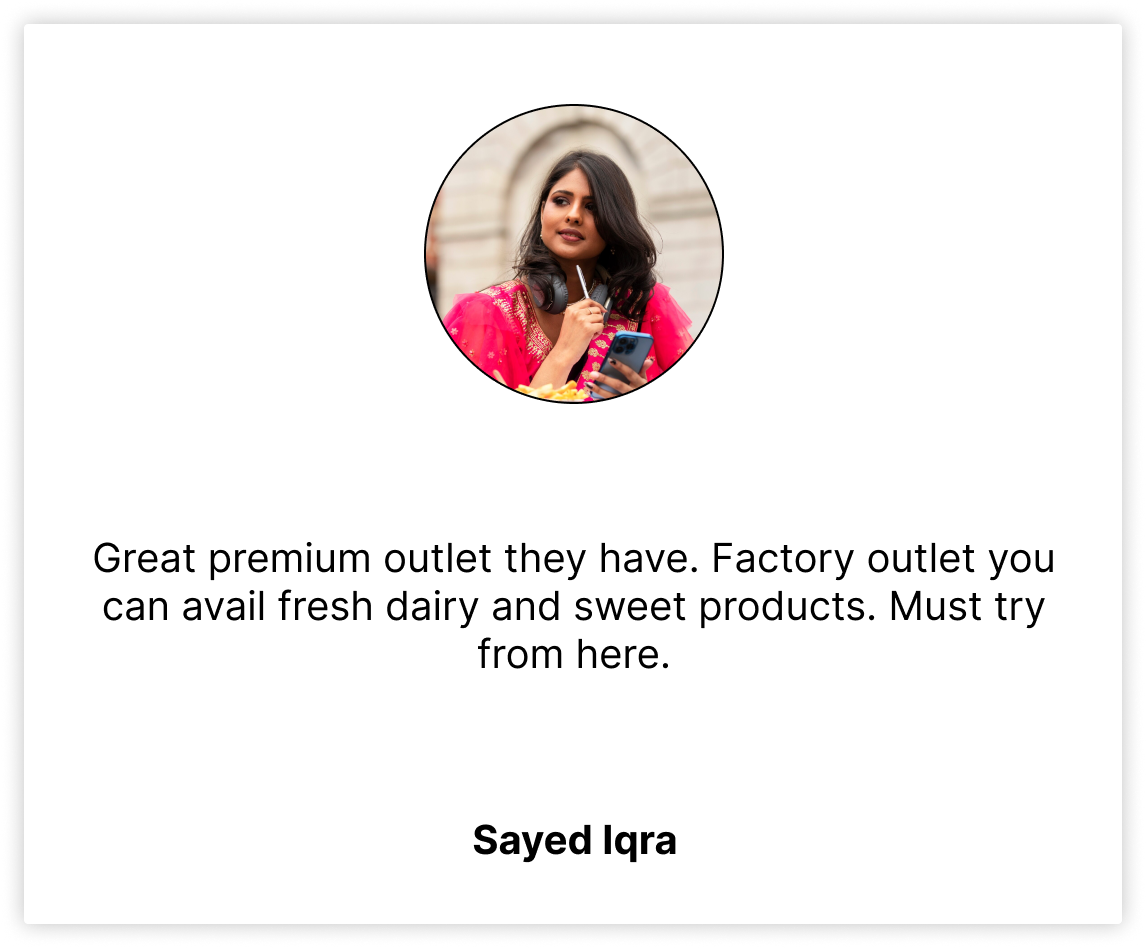 Great premium outlet they have. Factory outlet you
can avail fresh dairy and sweet products. Must try
from here.
Sayed Iqra